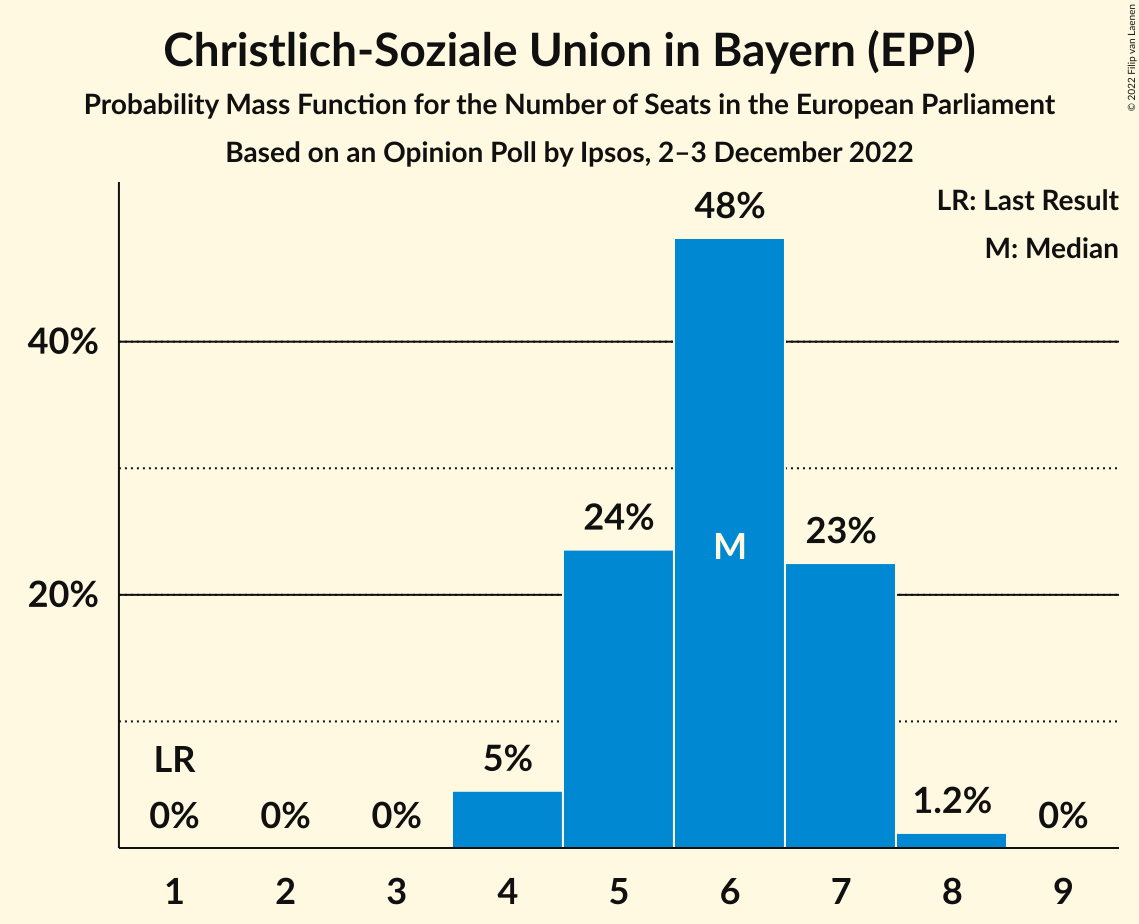 Christlich-Soziale Union in Bayern (EPP)
Probability Mass Function for the Number of Seats in the European Parliament
Based on an Opinion Poll by Ipsos, 2–3 December 2022
© 2022 Filip van Laenen
LR: Last Result
M: Median
48%
40%
24%
M
23%
20%
LR
5%
1.2%
0%
0%
0%
0%
1 2 3 4 5 6 7 8 9